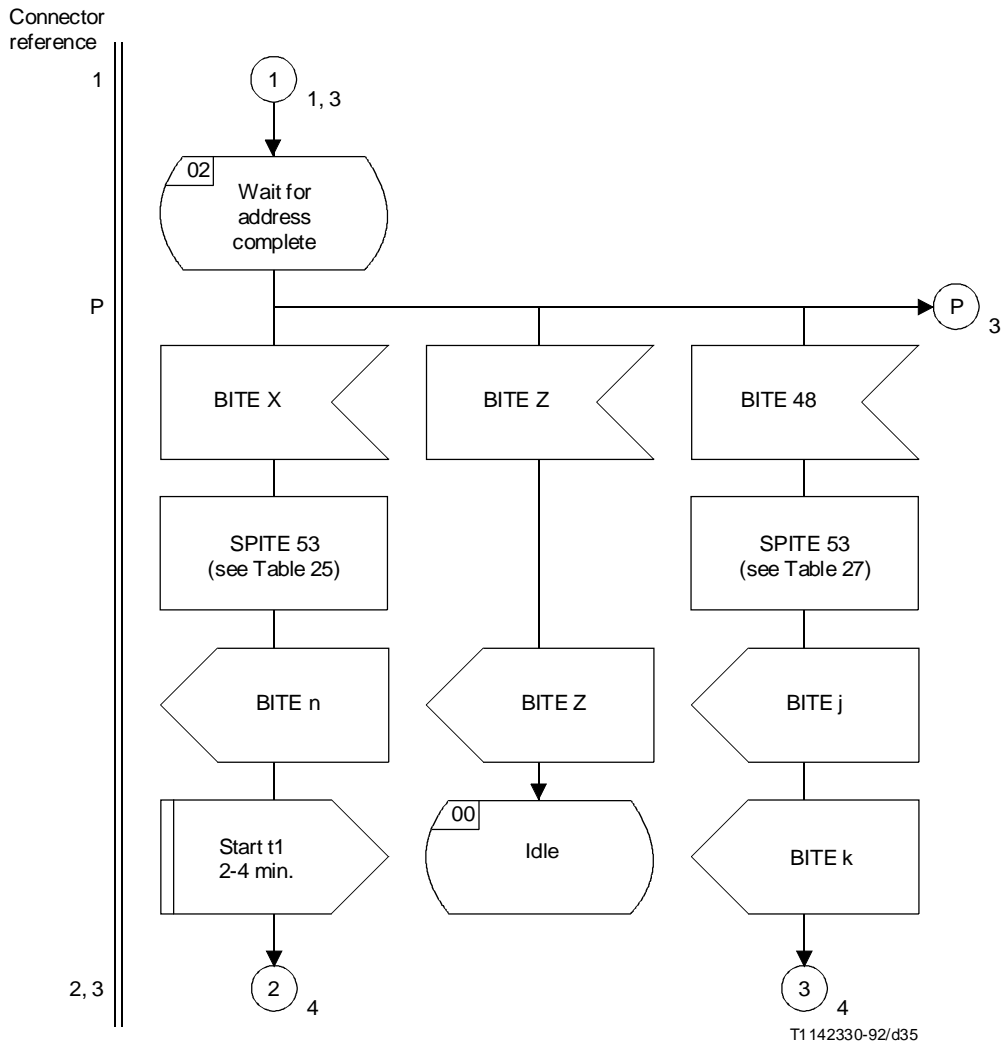 Connector
reference
1
1
1, 3
02
Wait for
address
complete
P
P
3
BITE X
BITE Z
BITE 48
SPITE 53
(see Table 25)
SPITE 53
(see Table 27)
BITE n
BITE Z
BITE j
Start t1
2-4 min.
00
Idle
BITE k
2, 3
2
4
3
4
T1142330-92/d35